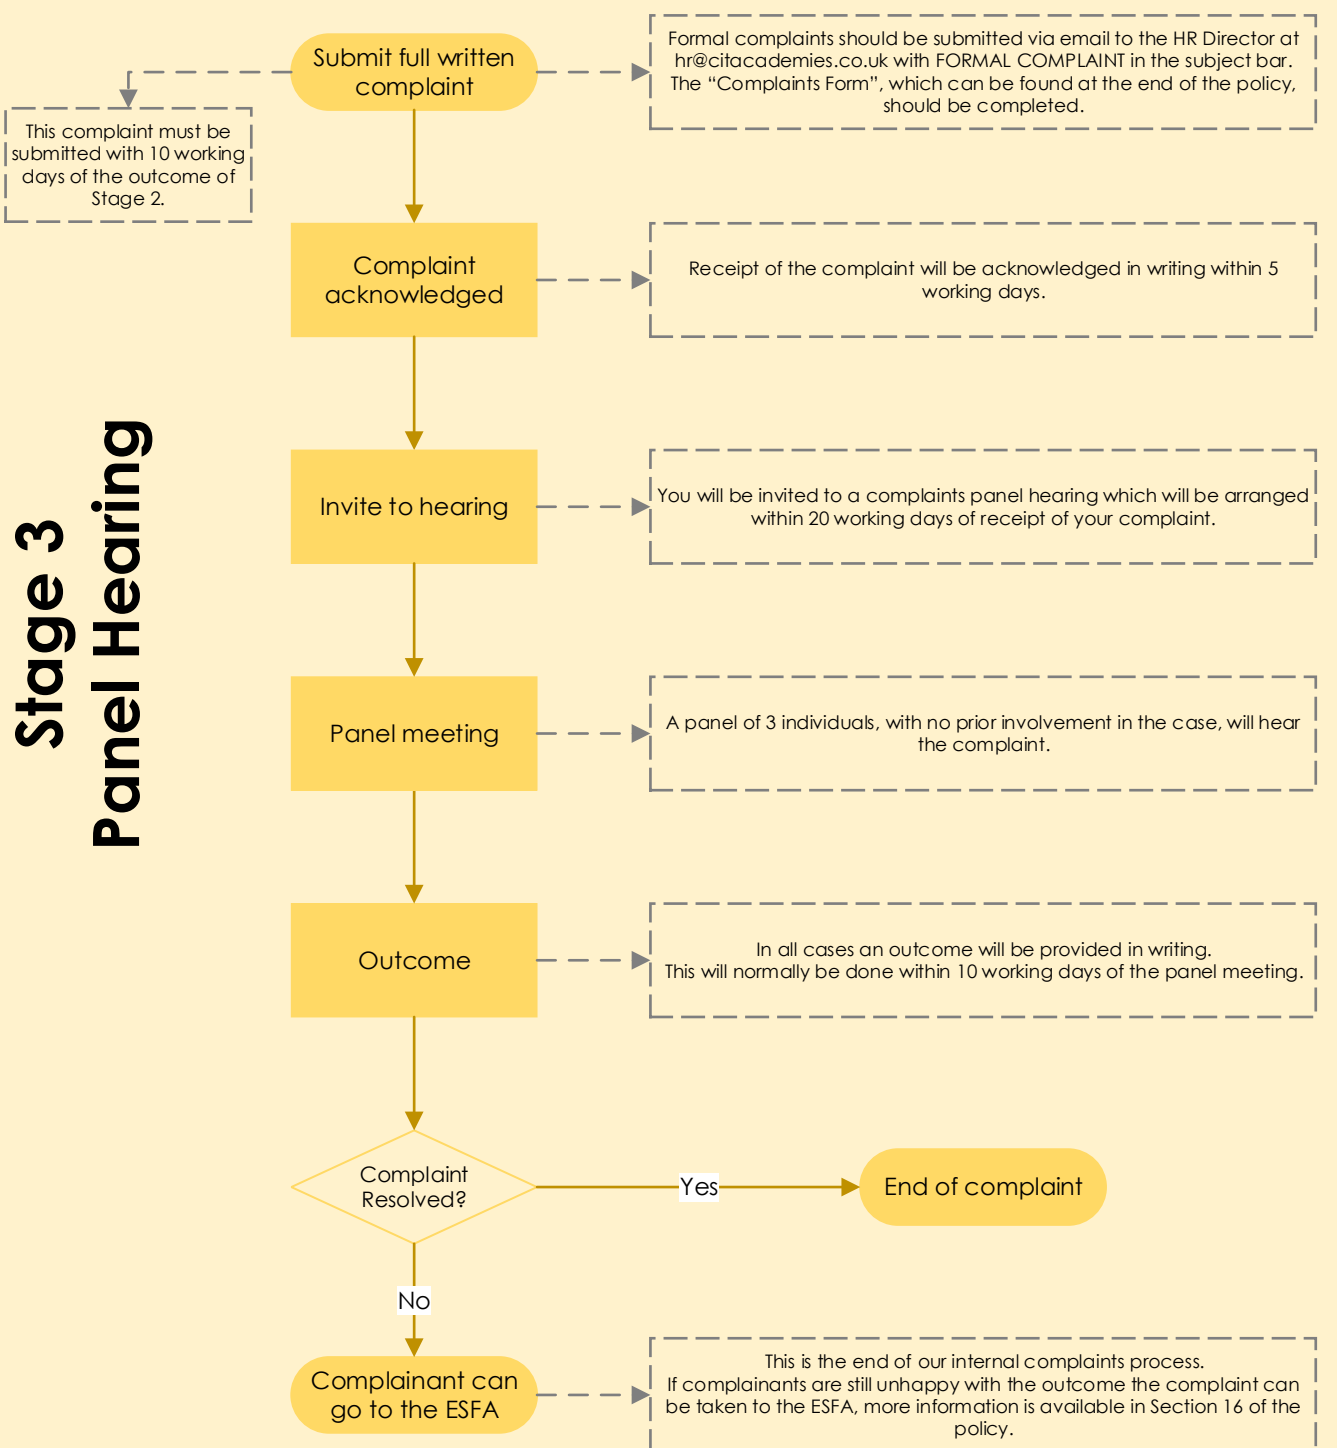 Submit full written
complaint
Formal complaints should be submitted via email to the HR Director at
hr@citacademies.co.uk with FORMAL COMPLAINT in the subject bar.
The “Complaints Form”, which can be found at the end of the policy,
should be completed.
This complaint must be
submitted with 10 working
days of the outcome of
Stage 2.
Complaint
acknowledged
Receipt of the complaint will be acknowledged in writing within 5
working days.
Stage 3
Panel Hearing
Invite to hearing
You will be invited to a complaints panel hearing which will be arranged
within 20 working days of receipt of your complaint.
Panel meeting
A panel of 3 individuals, with no prior involvement in the case, will hear
the complaint.
Outcome
In all cases an outcome will be provided in writing.
This will normally be done within 10 working days of the panel meeting.
Complaint
Resolved?
Yes
End of complaint
No
Complainant can
go to the ESFA
This is the end of our internal complaints process.
If complainants are still unhappy with the outcome the complaint can
be taken to the ESFA, more information is available in Section 16 of the
policy.